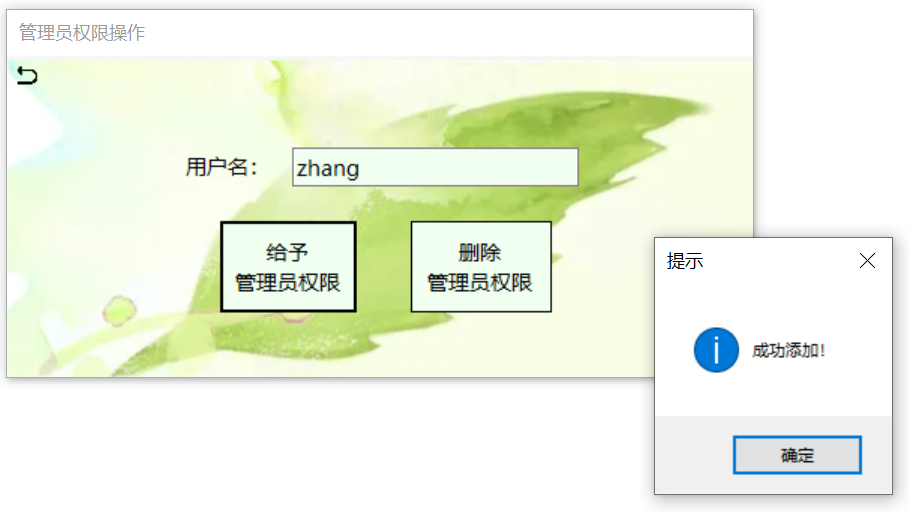 管理员权限操作
用户名：
zhang
给予
管理员权限
删除
管理员权限
提示
成功添加！
确定